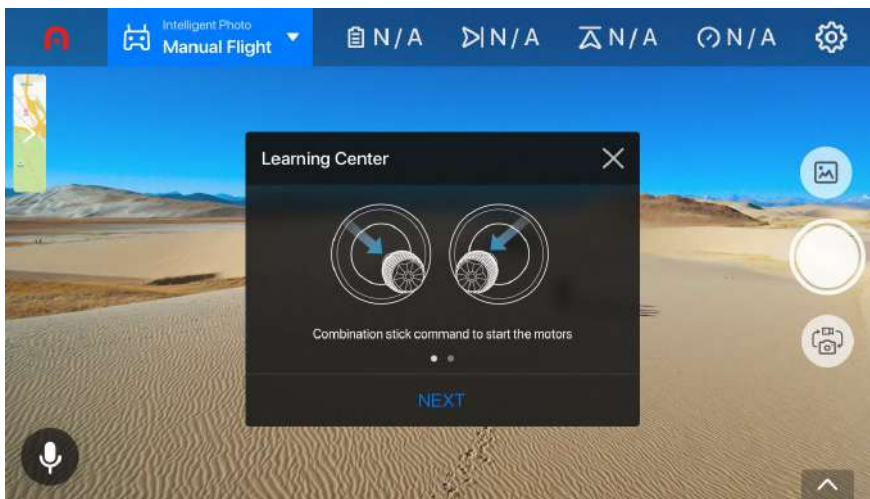 Intelligent Photo
Manual Flight
N/A
N/A
N/A
N/A
Learning Center
Combination stick command to start the motors
NEXT